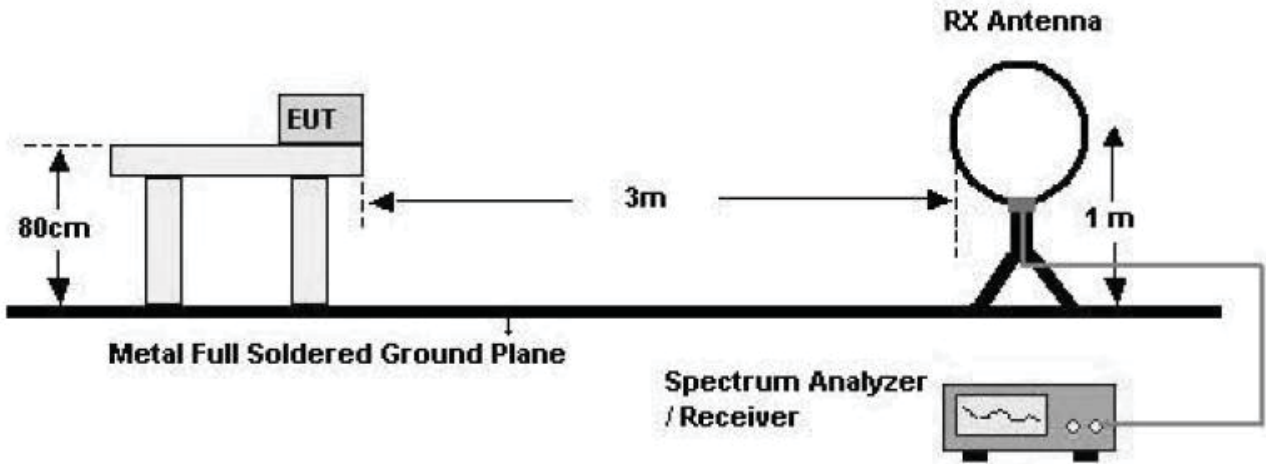 RX Antenna
EUT
80cm
3m
1 m
Metal Full Soldered Ground Plane
Spectrum Analyzer
/ Receiver